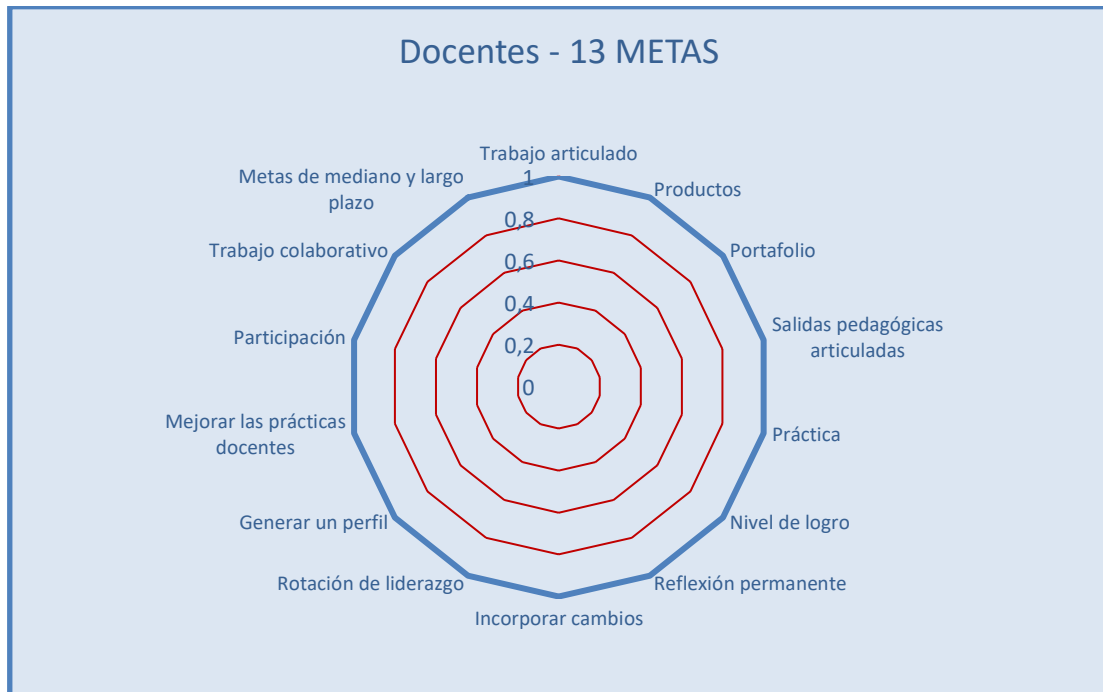 Docentes - 13 METAS
Trabajo articulado
Productos
Portafolio
Salidas pedagógicas
articuladas
Práctica
Nivel de logro
Reflexión permanente
Incorporar cambios
Rotación de liderazgo
Generar un perfil
Mejorar las prácticas
docentes
Participación
Trabajo colaborativo
Metas de mediano y largo
plazo
1
0,8
0,6
0,4
0,2
0